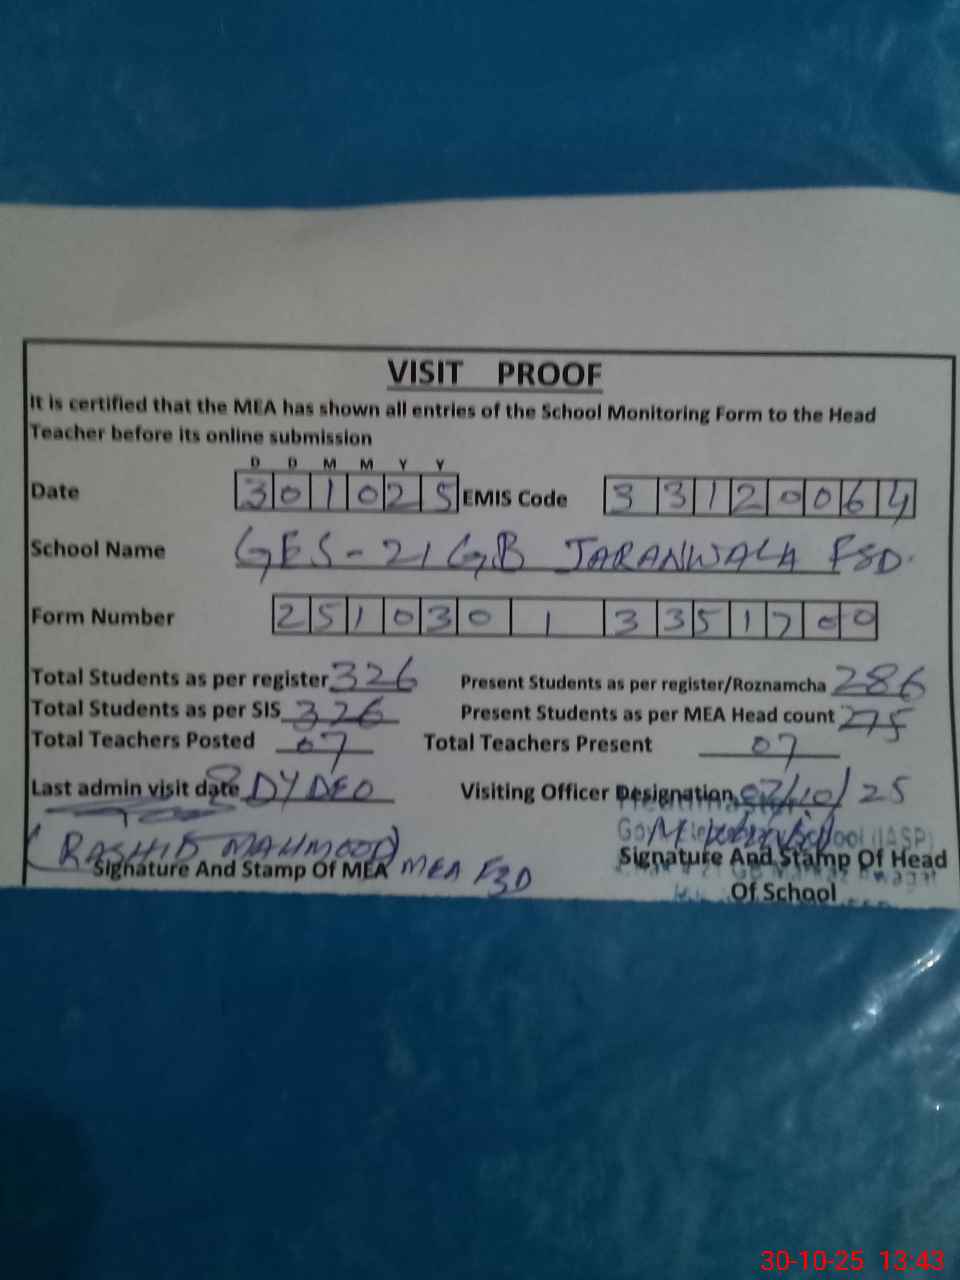 VISIT PROOF
It is certified that the MEA has shown all entries of the School Monitoring Form to the Head
Teacher before its online submission
D D M M Y Y
Date 3 0 1 0 2 5 EMIS Code 3 3 1 2 0 0 6 4
School Name GES-21 GB JARANWALA FSD.
Form Number 2 5 1 0 3 0 1 3 3 5 1 7 0 0
Total Students as per register 326 Present Students as per register/Roznamcha 286
Total Students as per SIS 326 Present Students as per MEA Head count 275
Total Teachers Posted 07 Total Teachers Present 07
Last admin visit date DY DEO Visiting Officer Designation 07/10/25
(RASHID MAHMOOD) MEA FSD
Signature And Stamp Of MEA
Signature And Stamp Of Head
Of School
30-10-25 13:43